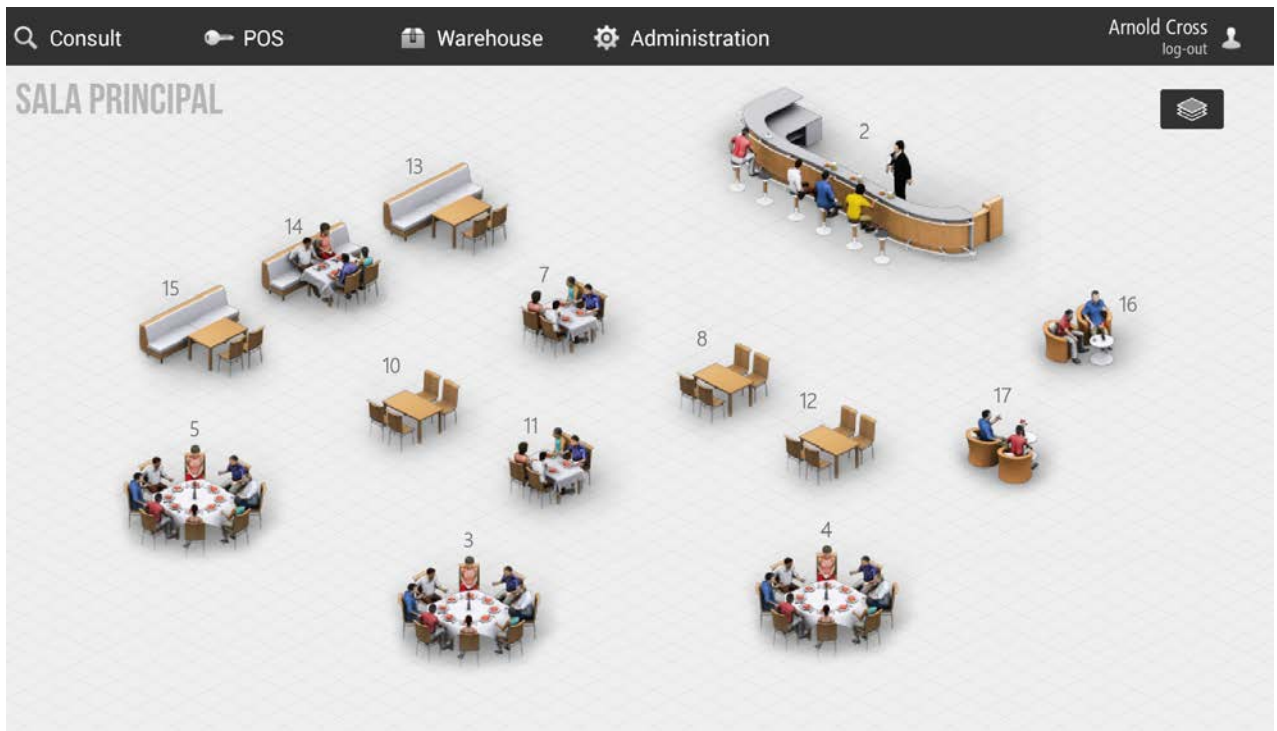 Consult
POS
Warehouse
Administration
Arnold Cross
log-out
SALA PRINCIPAL
2
13
14
7
15
16
8
10
17
12
11
5
3
4